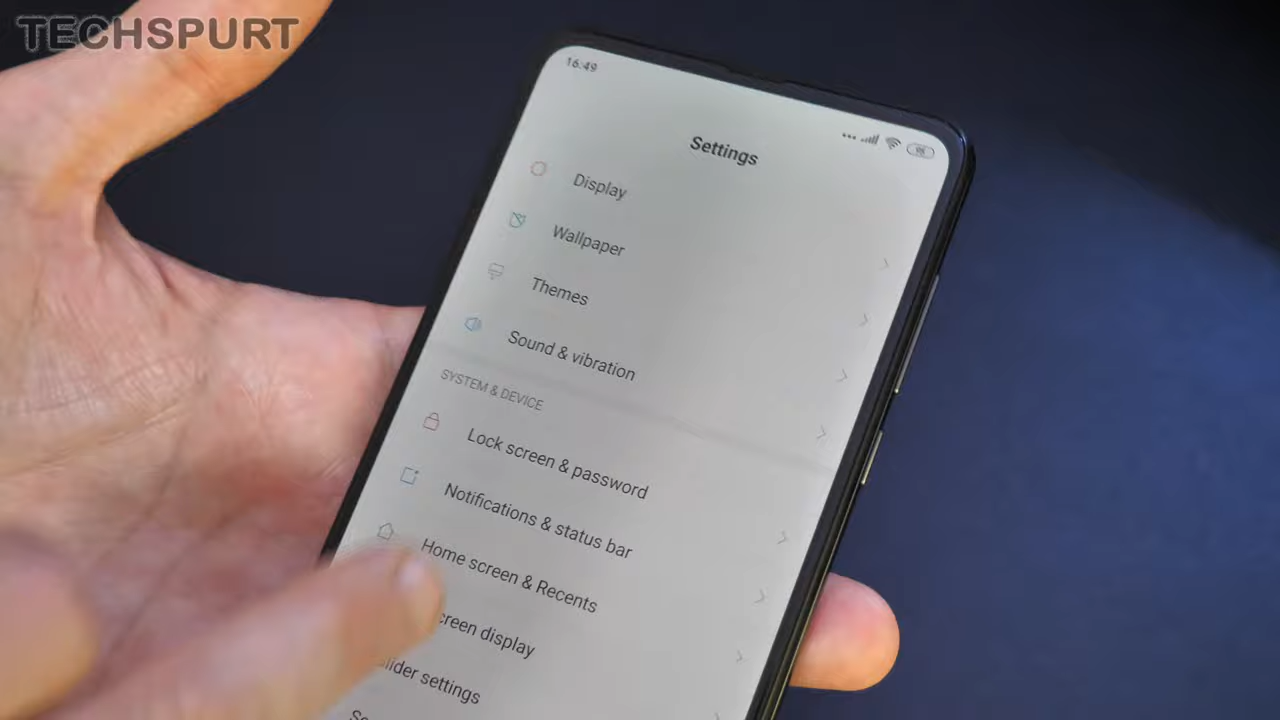 TECHSPURT
16:49
Settings
Display
Wallpaper
Themes
Sound & vibration
SYSTEM & DEVICE
Lock screen & password
Notifications & status bar
Home screen & Recents
creen display
lider settings